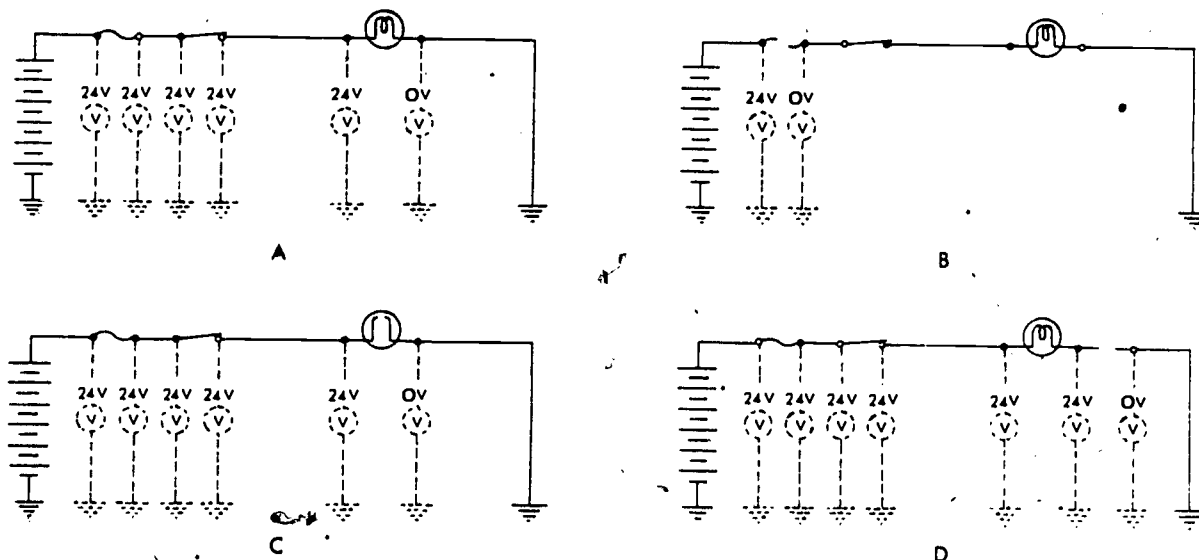 24V 24V 24V 24V 24V 0V
V V V V V V
A
24V 0V
V V
B
24V 24V 24V 24V 24V 0V
V V V V V V
C
24V 24V 24V 24V 24V 24V 0V
V V V V V V V
D